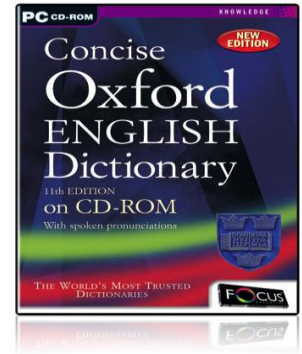 PC CD-ROM
KNOWLEDGE
NEW
EDITION
Concise
Oxford
ENGLISH
Dictionary
11th EDITION
on CD-ROM
With spoken pronunciations
THE WORLD'S MOST TRUSTED
DICTIONARIES
FOCUS